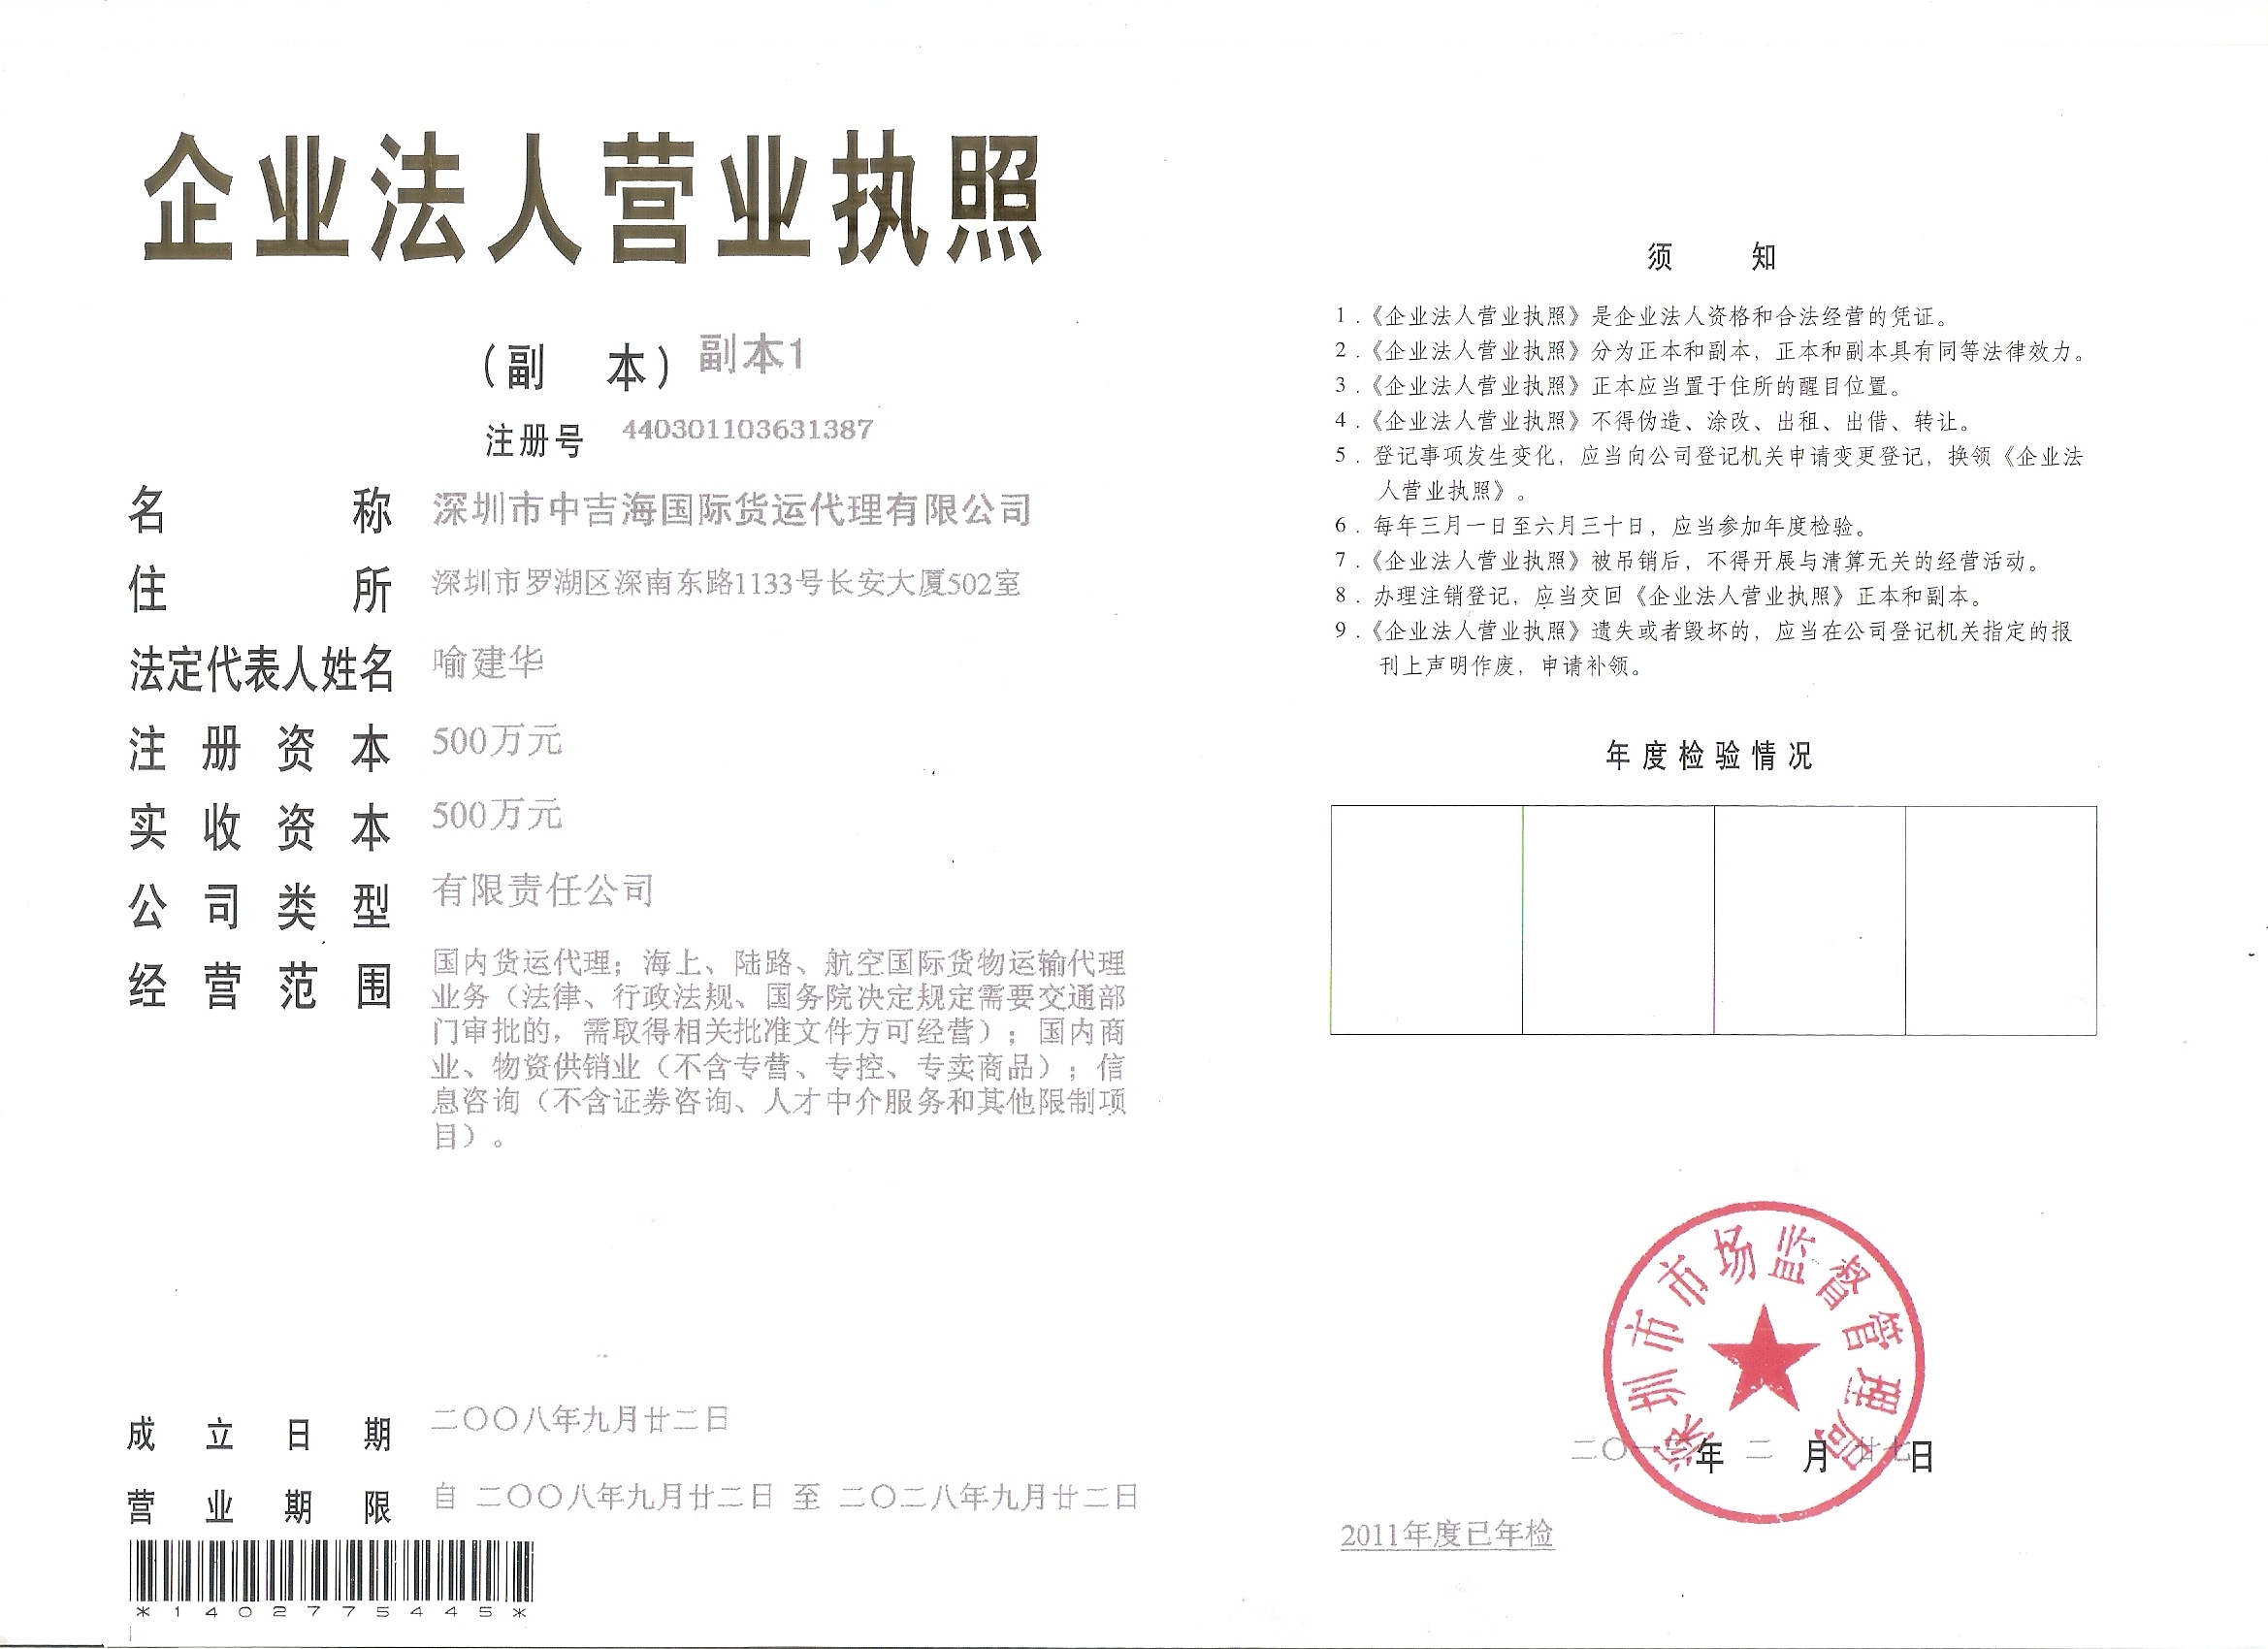 企业法人营业执照
(副 本) 副本1
注册号 440301103631387
名称 深圳市中吉海国际货运代理有限公司
住所 深圳市罗湖区深南东路1133号长安大厦502室
法定代表人姓名 喻建华
注册资本 500万元
实收资本 500万元
公司类型 有限责任公司
经营范围 国内货运代理；海上、陆路、航空国际货物运输代理
业务（法律、行政法规、国务院决定规定需要交通部
门审批的，需取得相关批准文件方可经营）；国内商
业、物资供销业（不含专营、专控、专卖商品）；信
息咨询（不含证券咨询、人才中介服务和其他限制项
目）。
成立日期 二〇〇八年九月廿二日
营业期限 自 二〇〇八年九月廿二日 至 二〇二八年九月廿二日
*1402775445*
须 知
1．《企业法人营业执照》是企业法人资格和合法经营的凭证。
2．《企业法人营业执照》分为正本和副本，正本和副本具有同等法律效力。
3．《企业法人营业执照》正本应当置于住所的醒目位置。
4．《企业法人营业执照》不得伪造、涂改、出租、出借、转让。
5．登记事项发生变化，应当向公司登记机关申请变更登记，换领《企业法
人营业执照》。
6．每年三月一日至六月三十日，应当参加年度检验。
7．《企业法人营业执照》被吊销后，不得开展与清算无关的经营活动。
8．办理注销登记，应当交回《企业法人营业执照》正本和副本。
9．《企业法人营业执照》遗失或者毁坏的，应当在公司登记机关指定的报
刊上声明作废，申请补领。
年度检验情况
深圳市市场监督管理局
年 二 月 廿七日
2011年度已年检